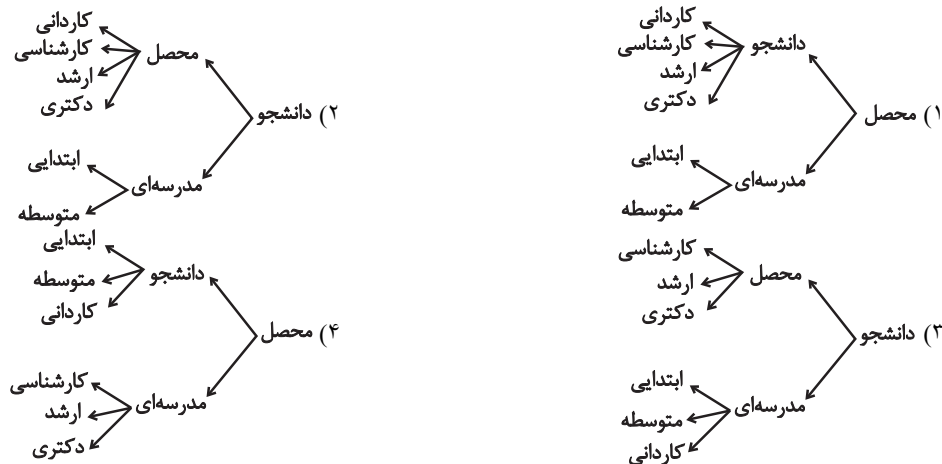 ۱) محصل
دانشجو
کاردانی
کارشناسی
ارشد
دکتری
مدرسه‌ای
ابتدایی
متوسطه
۲) دانشجو
محصل
کاردانی
کارشناسی
ارشد
دکتری
مدرسه‌ای
ابتدایی
متوسطه
۳) دانشجو
محصل
کارشناسی
ارشد
دکتری
مدرسه‌ای
ابتدایی
متوسطه
کاردانی
۴) محصل
دانشجو
ابتدایی
متوسطه
کاردانی
مدرسه‌ای
کارشناسی
ارشد
دکتری